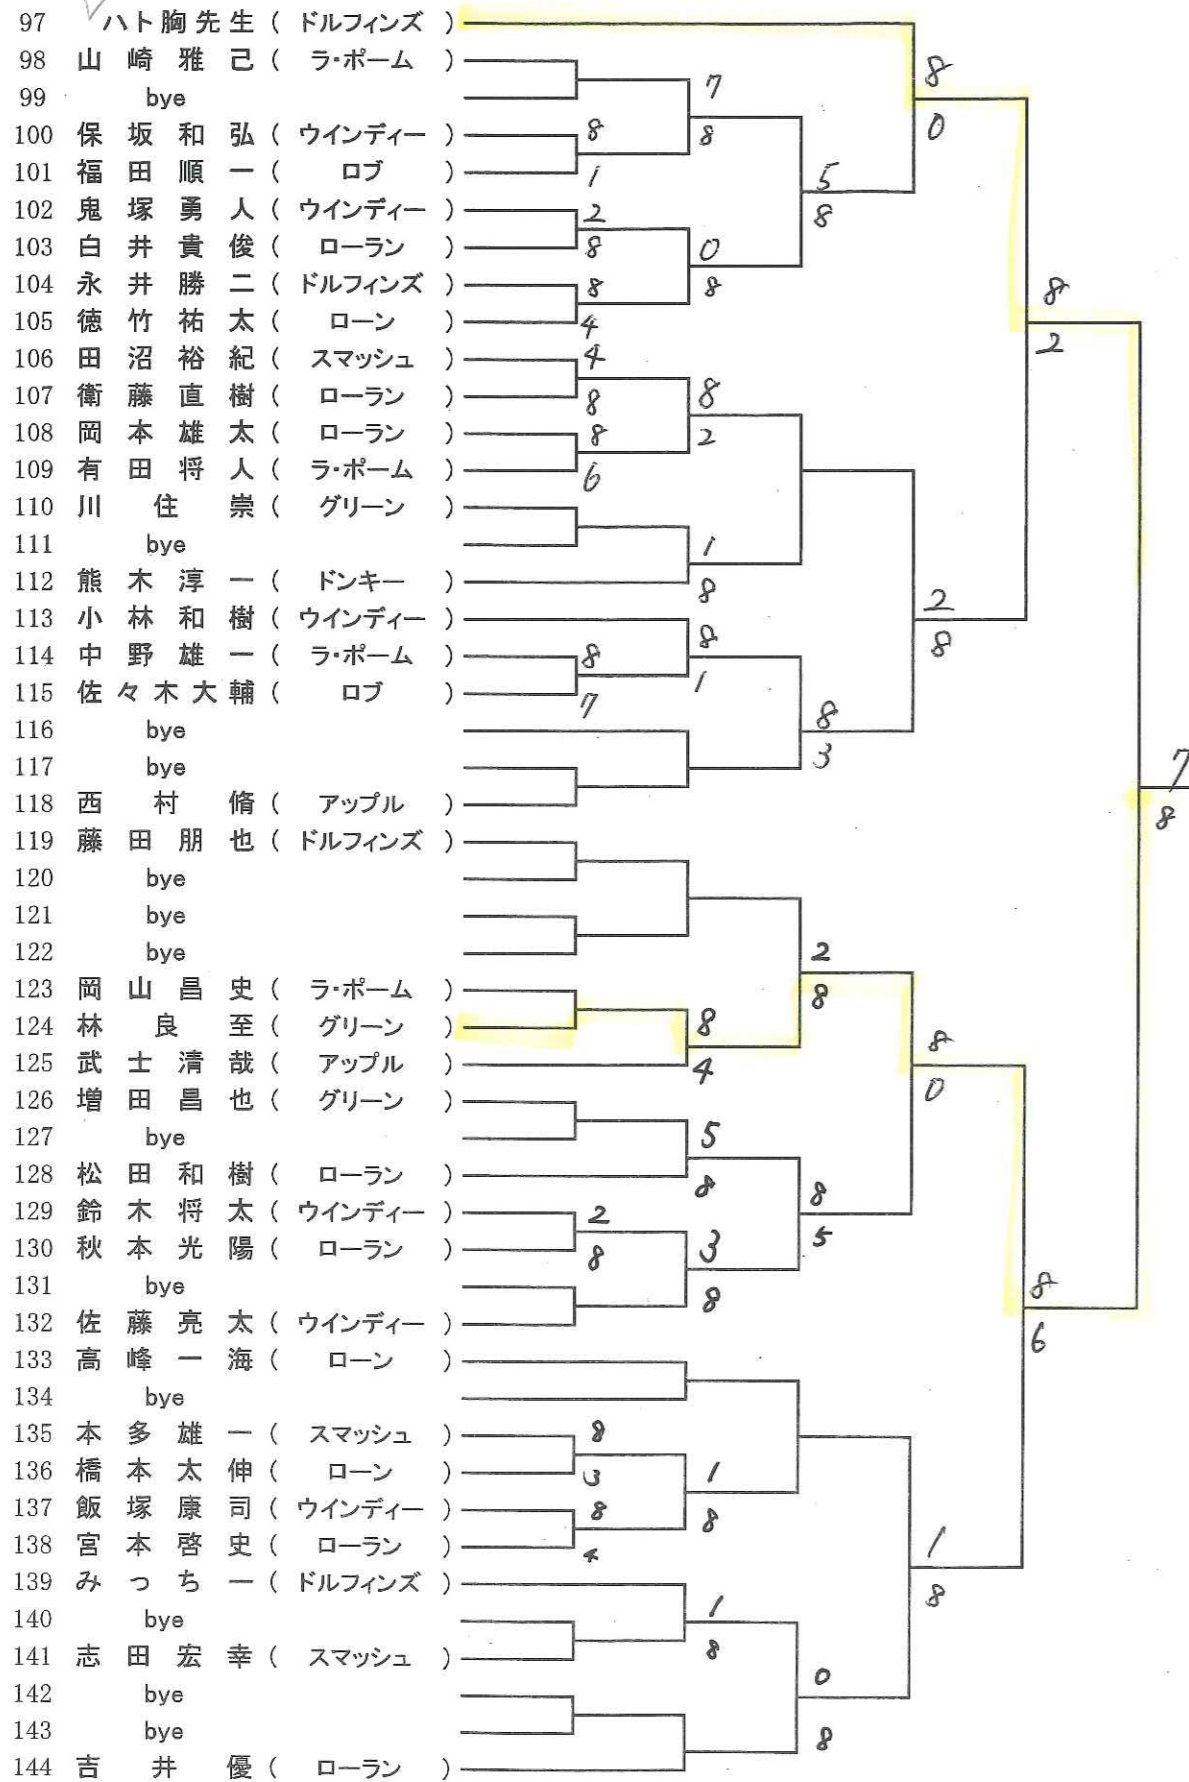 97 ハト胸先生 ( ドルフィンズ )
8
98 山崎雅己 ( ラ・ポーム )
7
99 bye
0
100 保坂和弘 ( ウインディー ) 8
8
101 福田順一 ( ロブ ) 1
5
102 鬼塚勇人 ( ウインディー ) 2
8
103 白井貴俊 ( ローラン ) 8
0
104 永井勝二 ( ドルフィンズ ) 8
8
8
105 徳竹祐太 ( ローン ) 4
2
106 田沼裕紀 ( スマッシュ ) 4
107 衛藤直樹 ( ローラン ) 8
8
108 岡本雄太 ( ローラン ) 8
2
109 有田将人 ( ラ・ポーム ) 6
110 川住崇 ( グリーン )
111 bye
1
112 熊木淳一 ( ドンキー )
8
2
113 小林和樹 ( ウインディー )
8
8
114 中野雄一 ( ラ・ポーム ) 8
1
115 佐々木大輔 ( ロブ ) 7
8
116 bye
3
117 bye
7
118 西村脩 ( アップル )
8
119 藤田朋也 ( ドルフィンズ )
120 bye
121 bye
122 bye
2
123 岡山昌史 ( ラ・ポーム )
8
124 林良至 ( グリーン )
8
8
125 武士清哉 ( アップル )
4
0
126 増田昌也 ( グリーン )
127 bye
5
128 松田和樹 ( ローラン )
8
8
129 鈴木将太 ( ウインディー ) 2
5
130 秋本光陽 ( ローラン ) 8
3
131 bye
8
8
132 佐藤亮太 ( ウインディー )
6
133 高峰一海 ( ローン )
134 bye
135 本多雄一 ( スマッシュ ) 8
136 橋本太伸 ( ローン ) 3
1
137 飯塚康司 ( ウインディー ) 8
8
138 宮本啓史 ( ローラン ) 4
1
139 みっちー ( ドルフィンズ )
8
140 bye
1
141 志田宏幸 ( スマッシュ )
8
142 bye
0
143 bye
8
144 吉井優 ( ローラン )